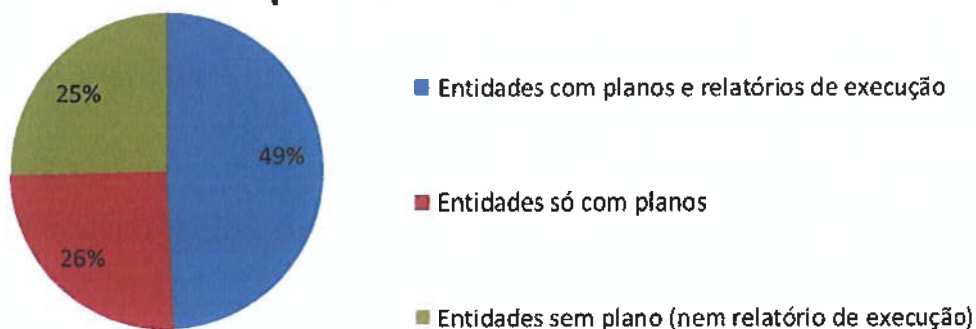 25%
49%
26%
Entidades com planos e relatórios de execução
Entidades só com planos
Entidades sem plano (nem relatório de execução)